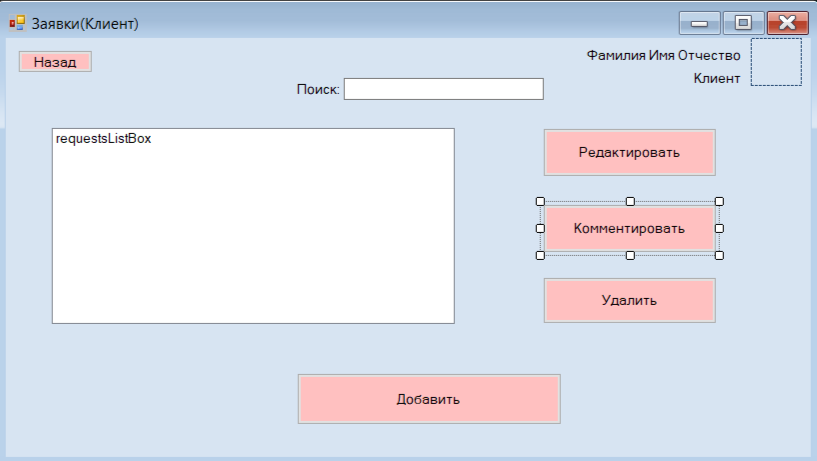 Заявки(Клиент)
Назад
Фамилия Имя Отчество
Клиент
Поиск:
requestsListBox
Редактировать
Комментировать
Удалить
Добавить